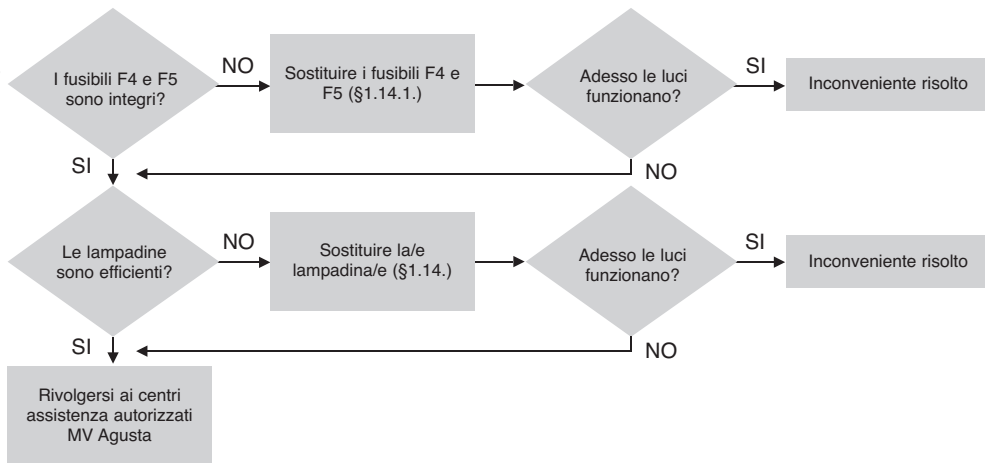 I fusibili F4 e F5
sono integri?
NO
Sostituire i fusibili F4 e
F5 (§1.14.1.)
Adesso le luci
funzionano?
SI
Inconveniente risolto
SI
NO
Le lampadine
sono efficienti?
NO
Sostituire la/e
lampadina/e (§1.14.)
Adesso le luci
funzionano?
SI
Inconveniente risolto
SI
NO
Rivolgersi ai centri
assistenza autorizzati
MV Agusta